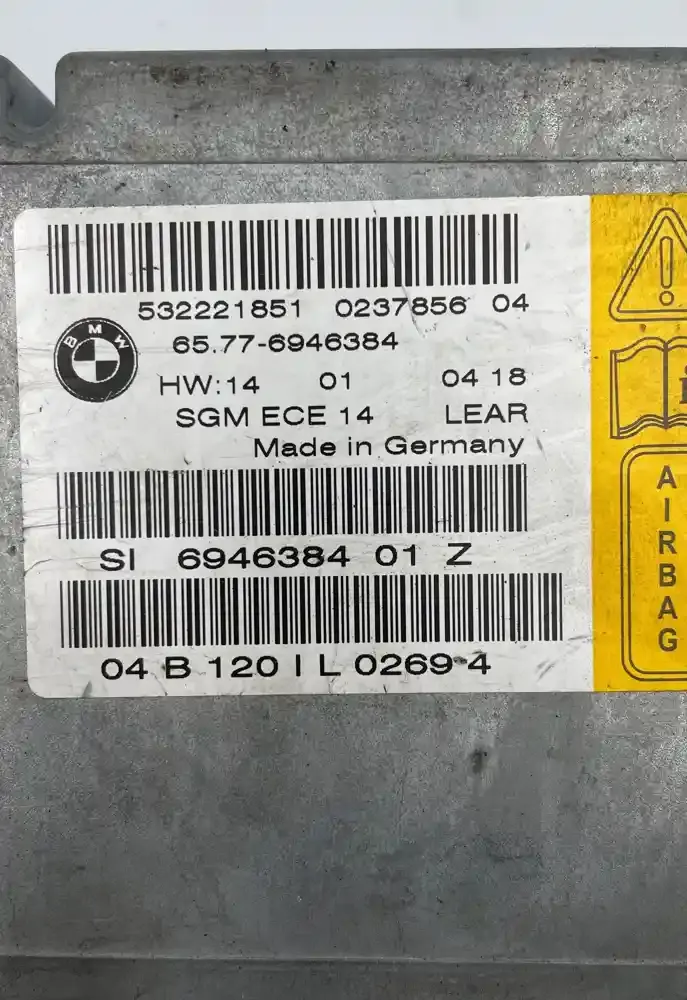 532221851 0237856 04
BMW
65.77-6946384
HW:14 01 04 18
SGM ECE 14 LEAR
Made in Germany
SI 6946384 01 Z
04 B 120 I L 0269 4
!
i
AIRBAG